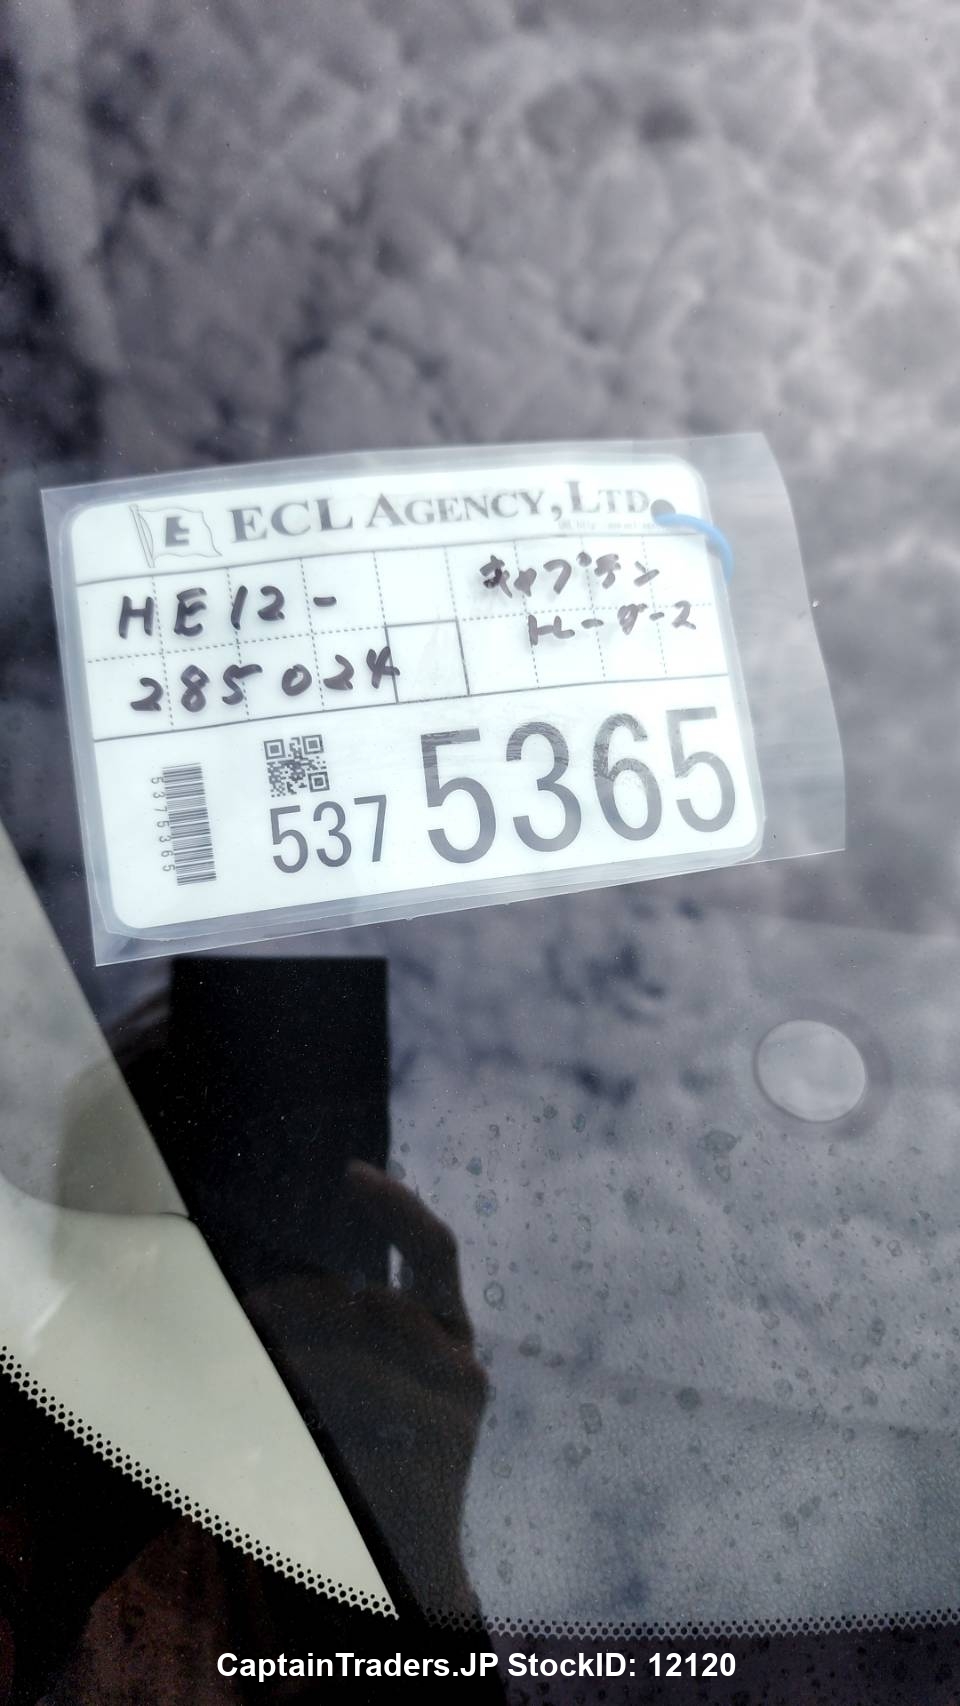 E ECL AGENCY, LTD.
HE12-
キャプテン
トレーダース
285024
5375365
537 5365
CaptainTraders.JP StockID: 12120